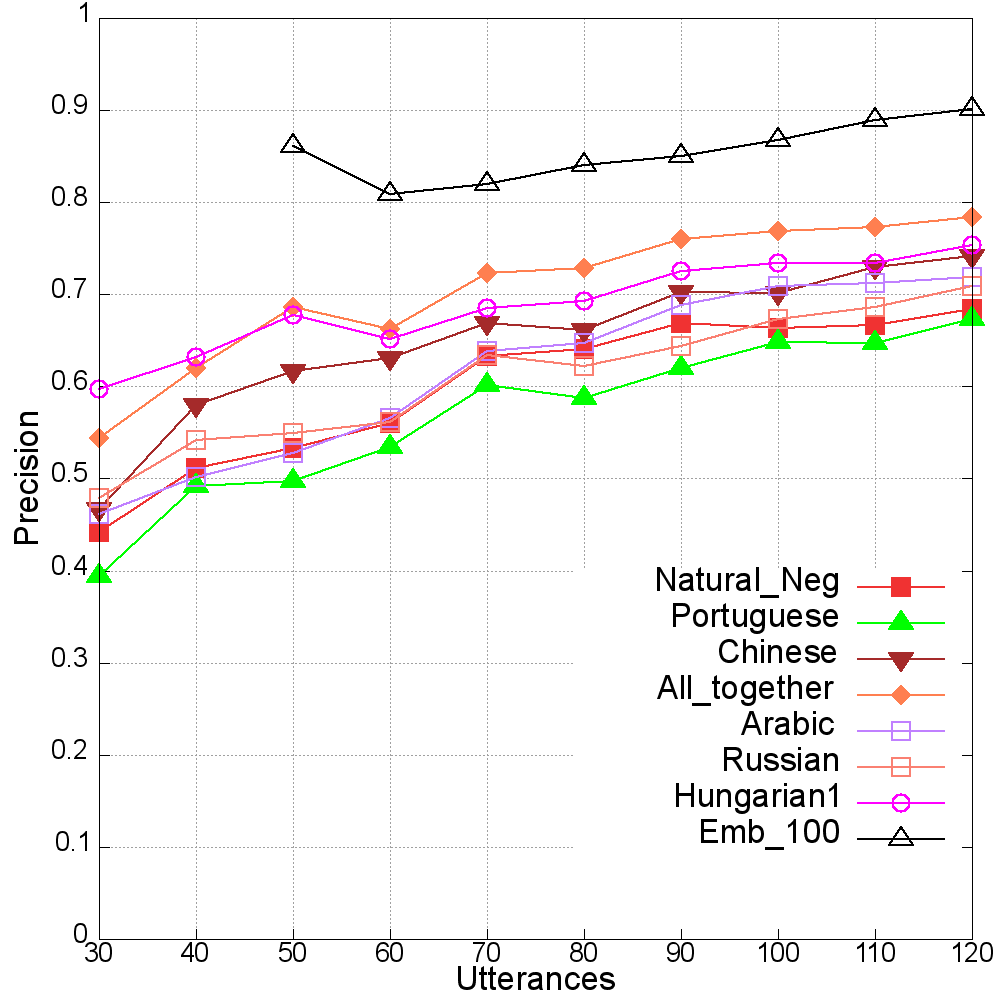 1
0.9
0.8
0.7
0.6
0.5
0.4
0.3
0.2
0.1
0
Precision
Natural_Neg
Portuguese
Chinese
All_together
Arabic
Russian
Hungarian1
Emb_100
30 40 50 60 70 80 90 100 110 120
Utterances